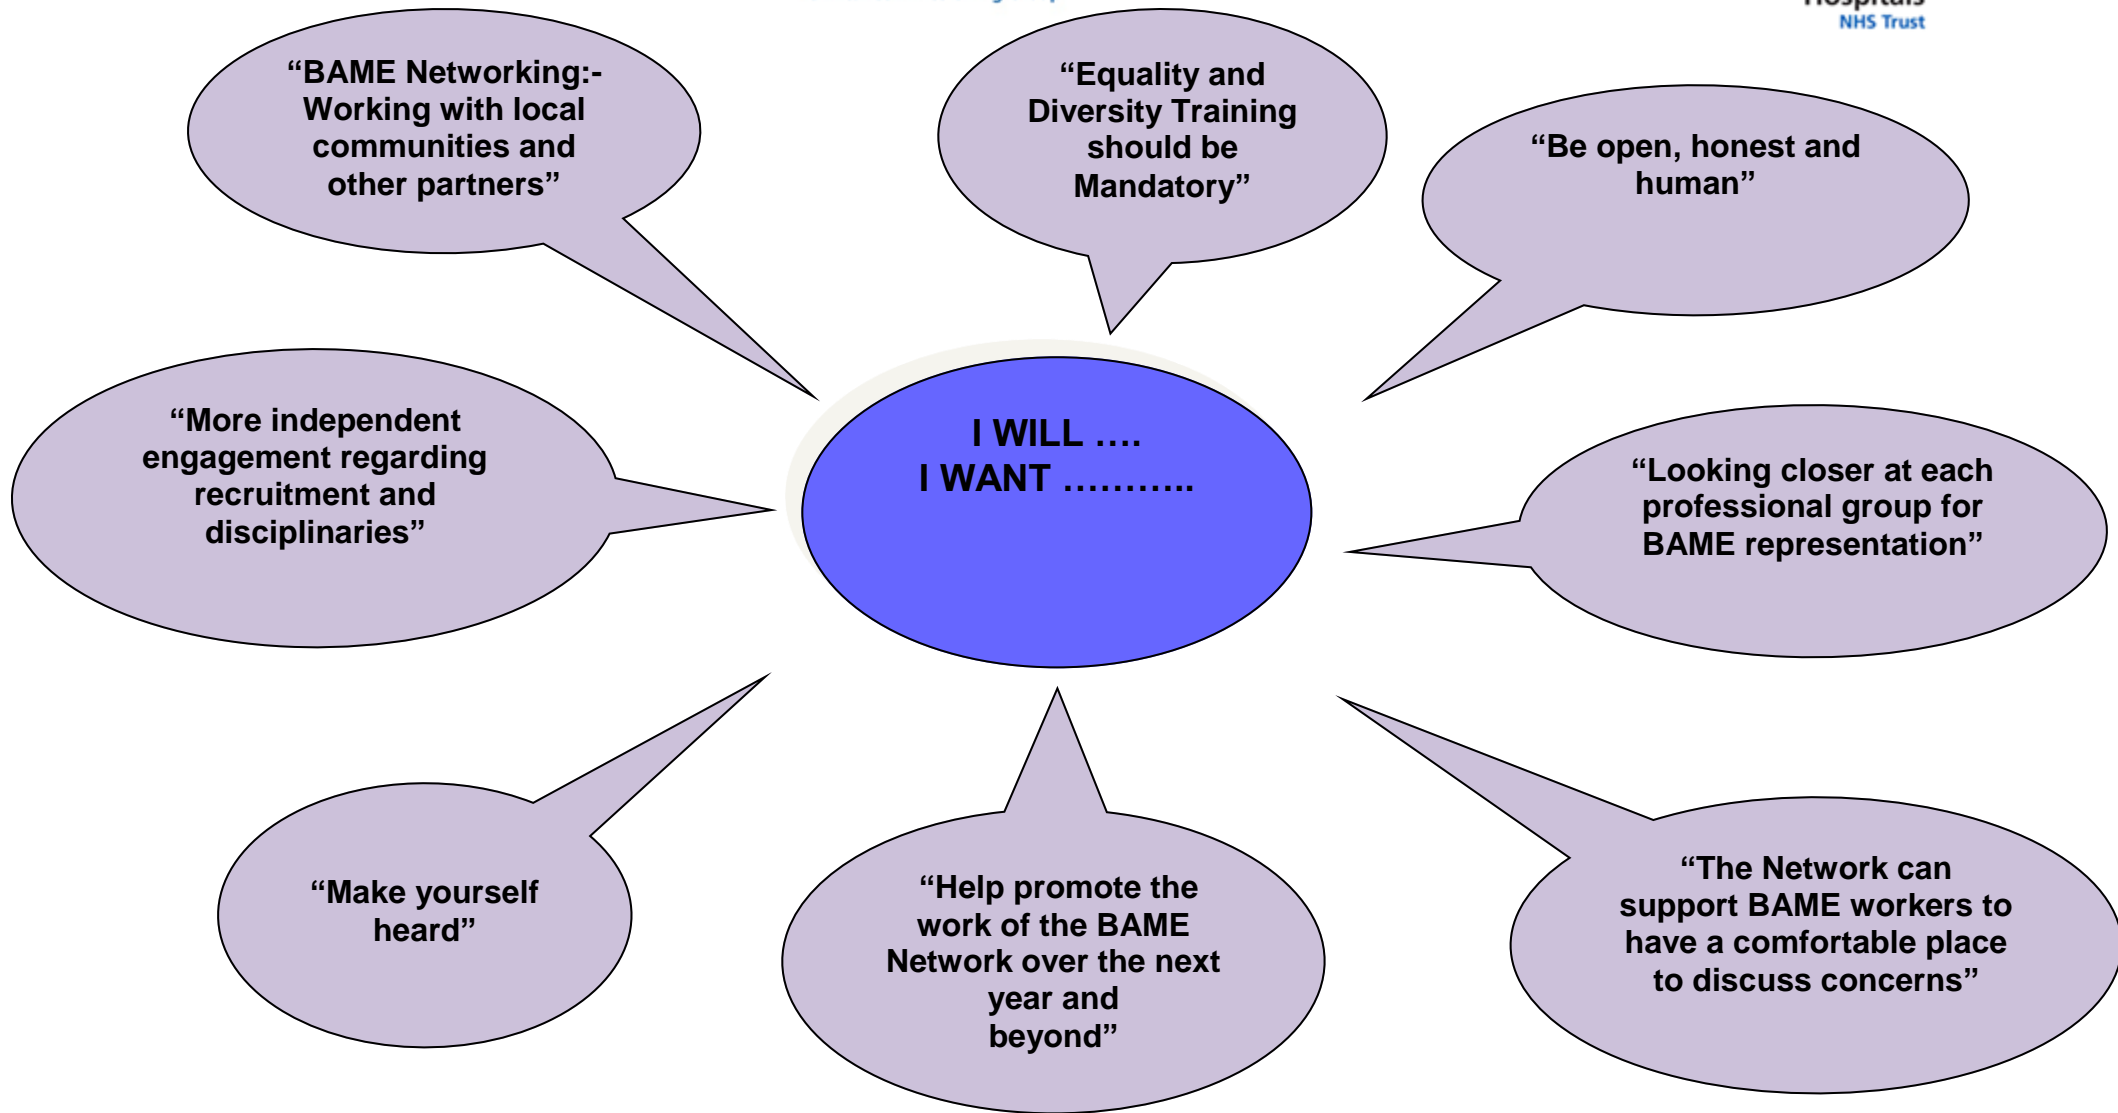 Hospitals
NHS Trust
“BAME Networking:-
Working with local
communities and
other partners”
“Equality and
Diversity Training
should be
Mandatory”
“Be open, honest and
human”
“More independent
engagement regarding
recruitment and
disciplinaries”
I WILL ....
I WANT ………...
“Looking closer at each
professional group for
BAME representation”
“Make yourself
heard”
“Help promote the
work of the BAME
Network over the next
year and
beyond”
“The Network can
support BAME workers to
have a comfortable place
to discuss concerns”